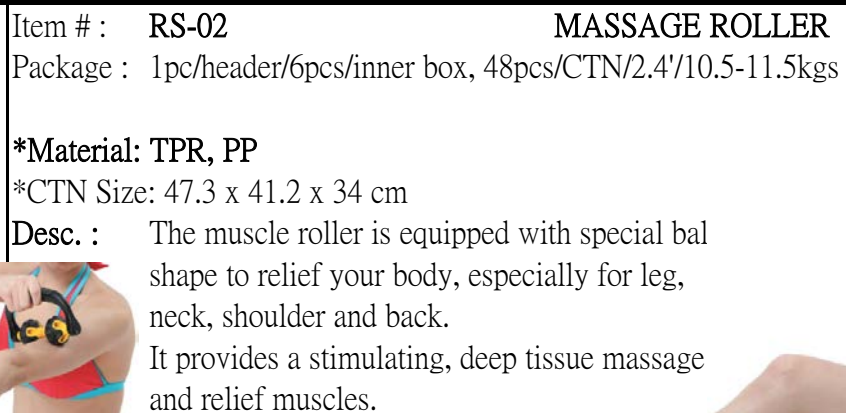 Item # : RS-02 MASSAGE ROLLER
Package : 1pc/header/6pcs/inner box, 48pcs/CTN/2.4'/10.5-11.5kgs
*Material: TPR, PP
*CTN Size: 47.3 x 41.2 x 34 cm
Desc. : The muscle roller is equipped with special bal
shape to relief your body, especially for leg,
neck, shoulder and back.
It provides a stimulating, deep tissue massage
and relief muscles.